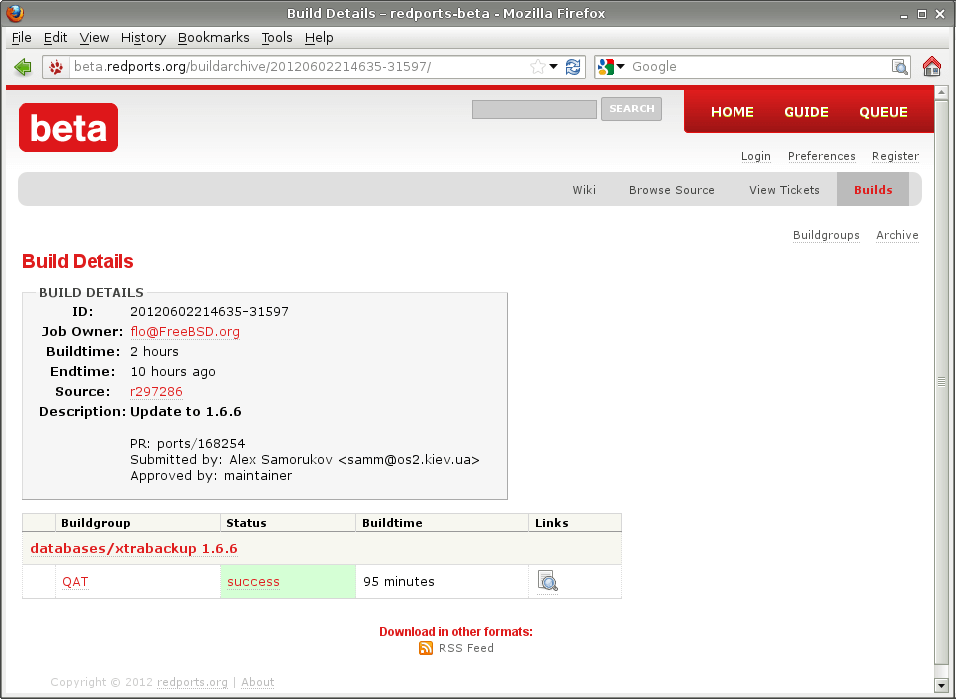 Build Details – redports-beta - Mozilla Firefox
File Edit View History Bookmarks Tools Help
beta.redports.org/buildarchive/20120602214635-31597/
Google
beta
SEARCH
HOME GUIDE QUEUE
Login Preferences Register
Wiki Browse Source View Tickets Builds
Buildgroups Archive
Build Details
BUILD DETAILS
ID: 20120602214635-31597
Job Owner: flo@FreeBSD.org
Buildtime: 2 hours
Endtime: 10 hours ago
Source: r297286
Description: Update to 1.6.6
PR: ports/168254
Submitted by: Alex Samorukov <samm@os2.kiev.ua>
Approved by: maintainer
Buildgroup Status Buildtime Links
databases/xtrabackup 1.6.6
QAT success 95 minutes
Download in other formats:
RSS Feed
Copyright © 2012 redports.org | About